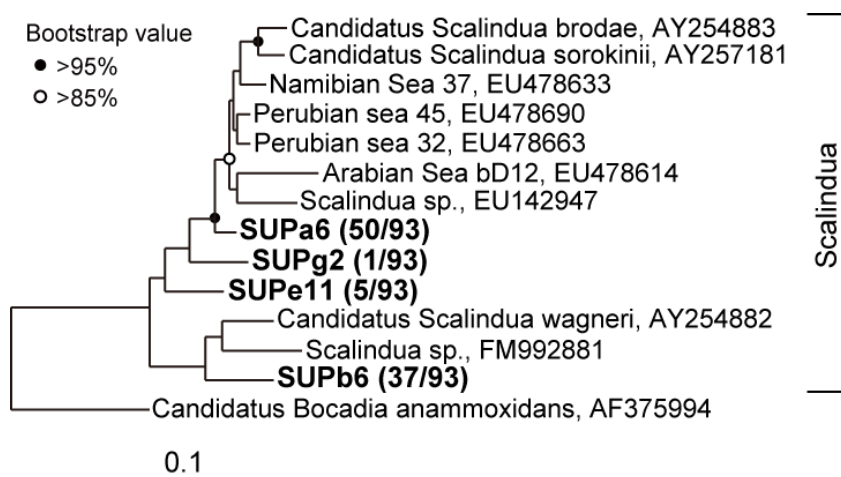 Bootstrap value
>95%
>85%
Candidatus Scalindua brodae, AY254883
Candidatus Scalindua sorokinii, AY257181
Namibian Sea 37, EU478633
Perubian sea 45, EU478690
Perubian sea 32, EU478663
Arabian Sea bD12, EU478614
Scalindua sp., EU142947
SUPa6 (50/93)
SUPg2 (1/93)
SUPe11 (5/93)
Candidatus Scalindua wagneri, AY254882
Scalindua sp., FM992881
SUPb6 (37/93)
Candidatus Bocadia anammoxidans, AF375994
0.1
Scalindua